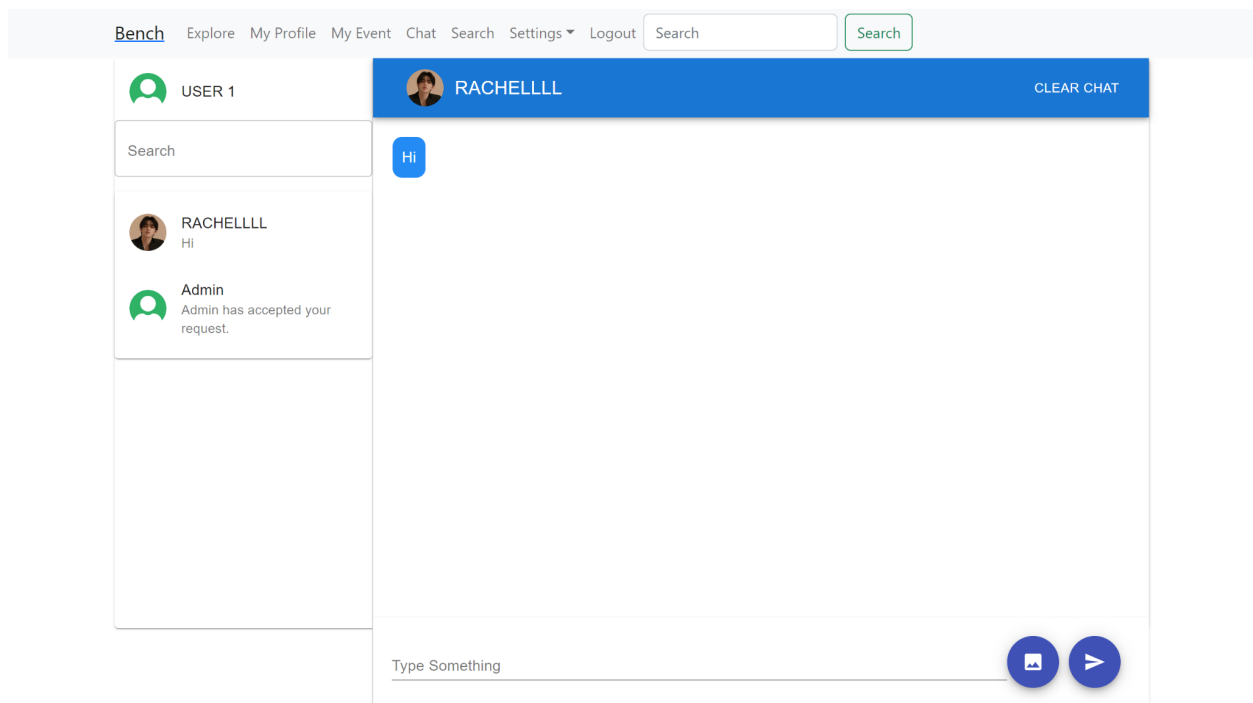 Bench Explore My Profile My Event Chat Search Settings Logout Search Search
USER 1
Search
RACHELLLL
Hi
Admin
Admin has accepted your
request.
RACHELLLL CLEAR CHAT
Hi
Type Something